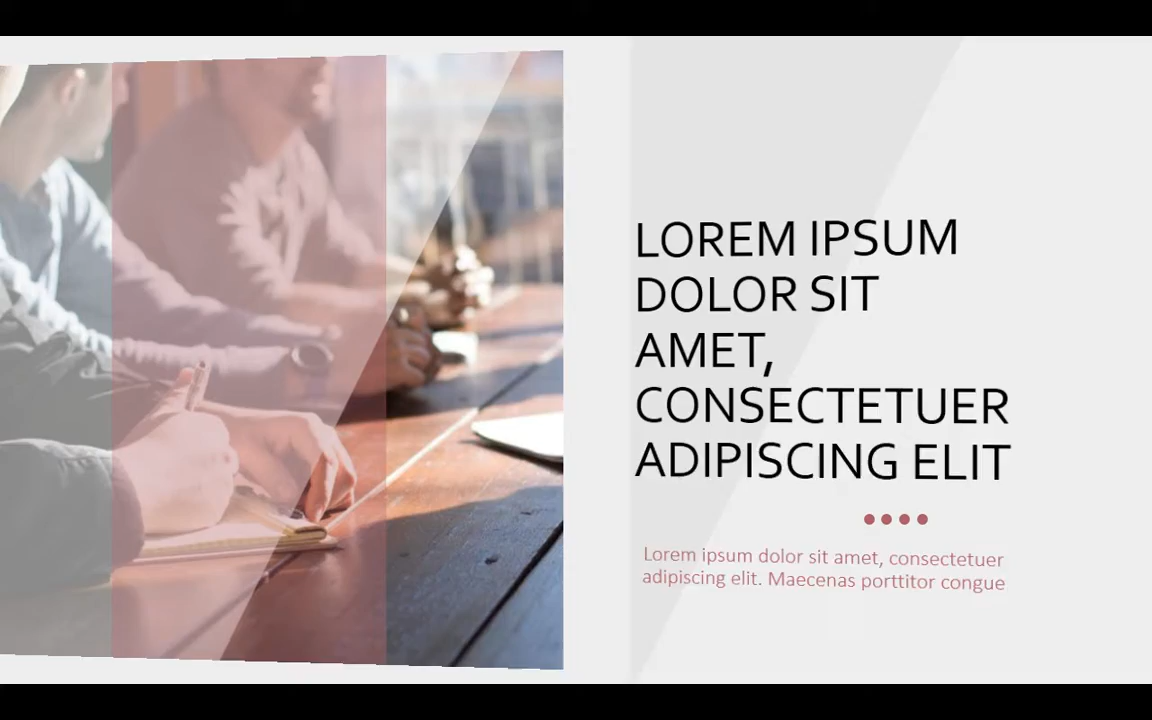 LOREM IPSUM
DOLOR SIT
AMET,
CONSECTETUER
ADIPISCING ELIT
Lorem ipsum dolor sit amet, consectetuer
adipiscing elit. Maecenas porttitor congue